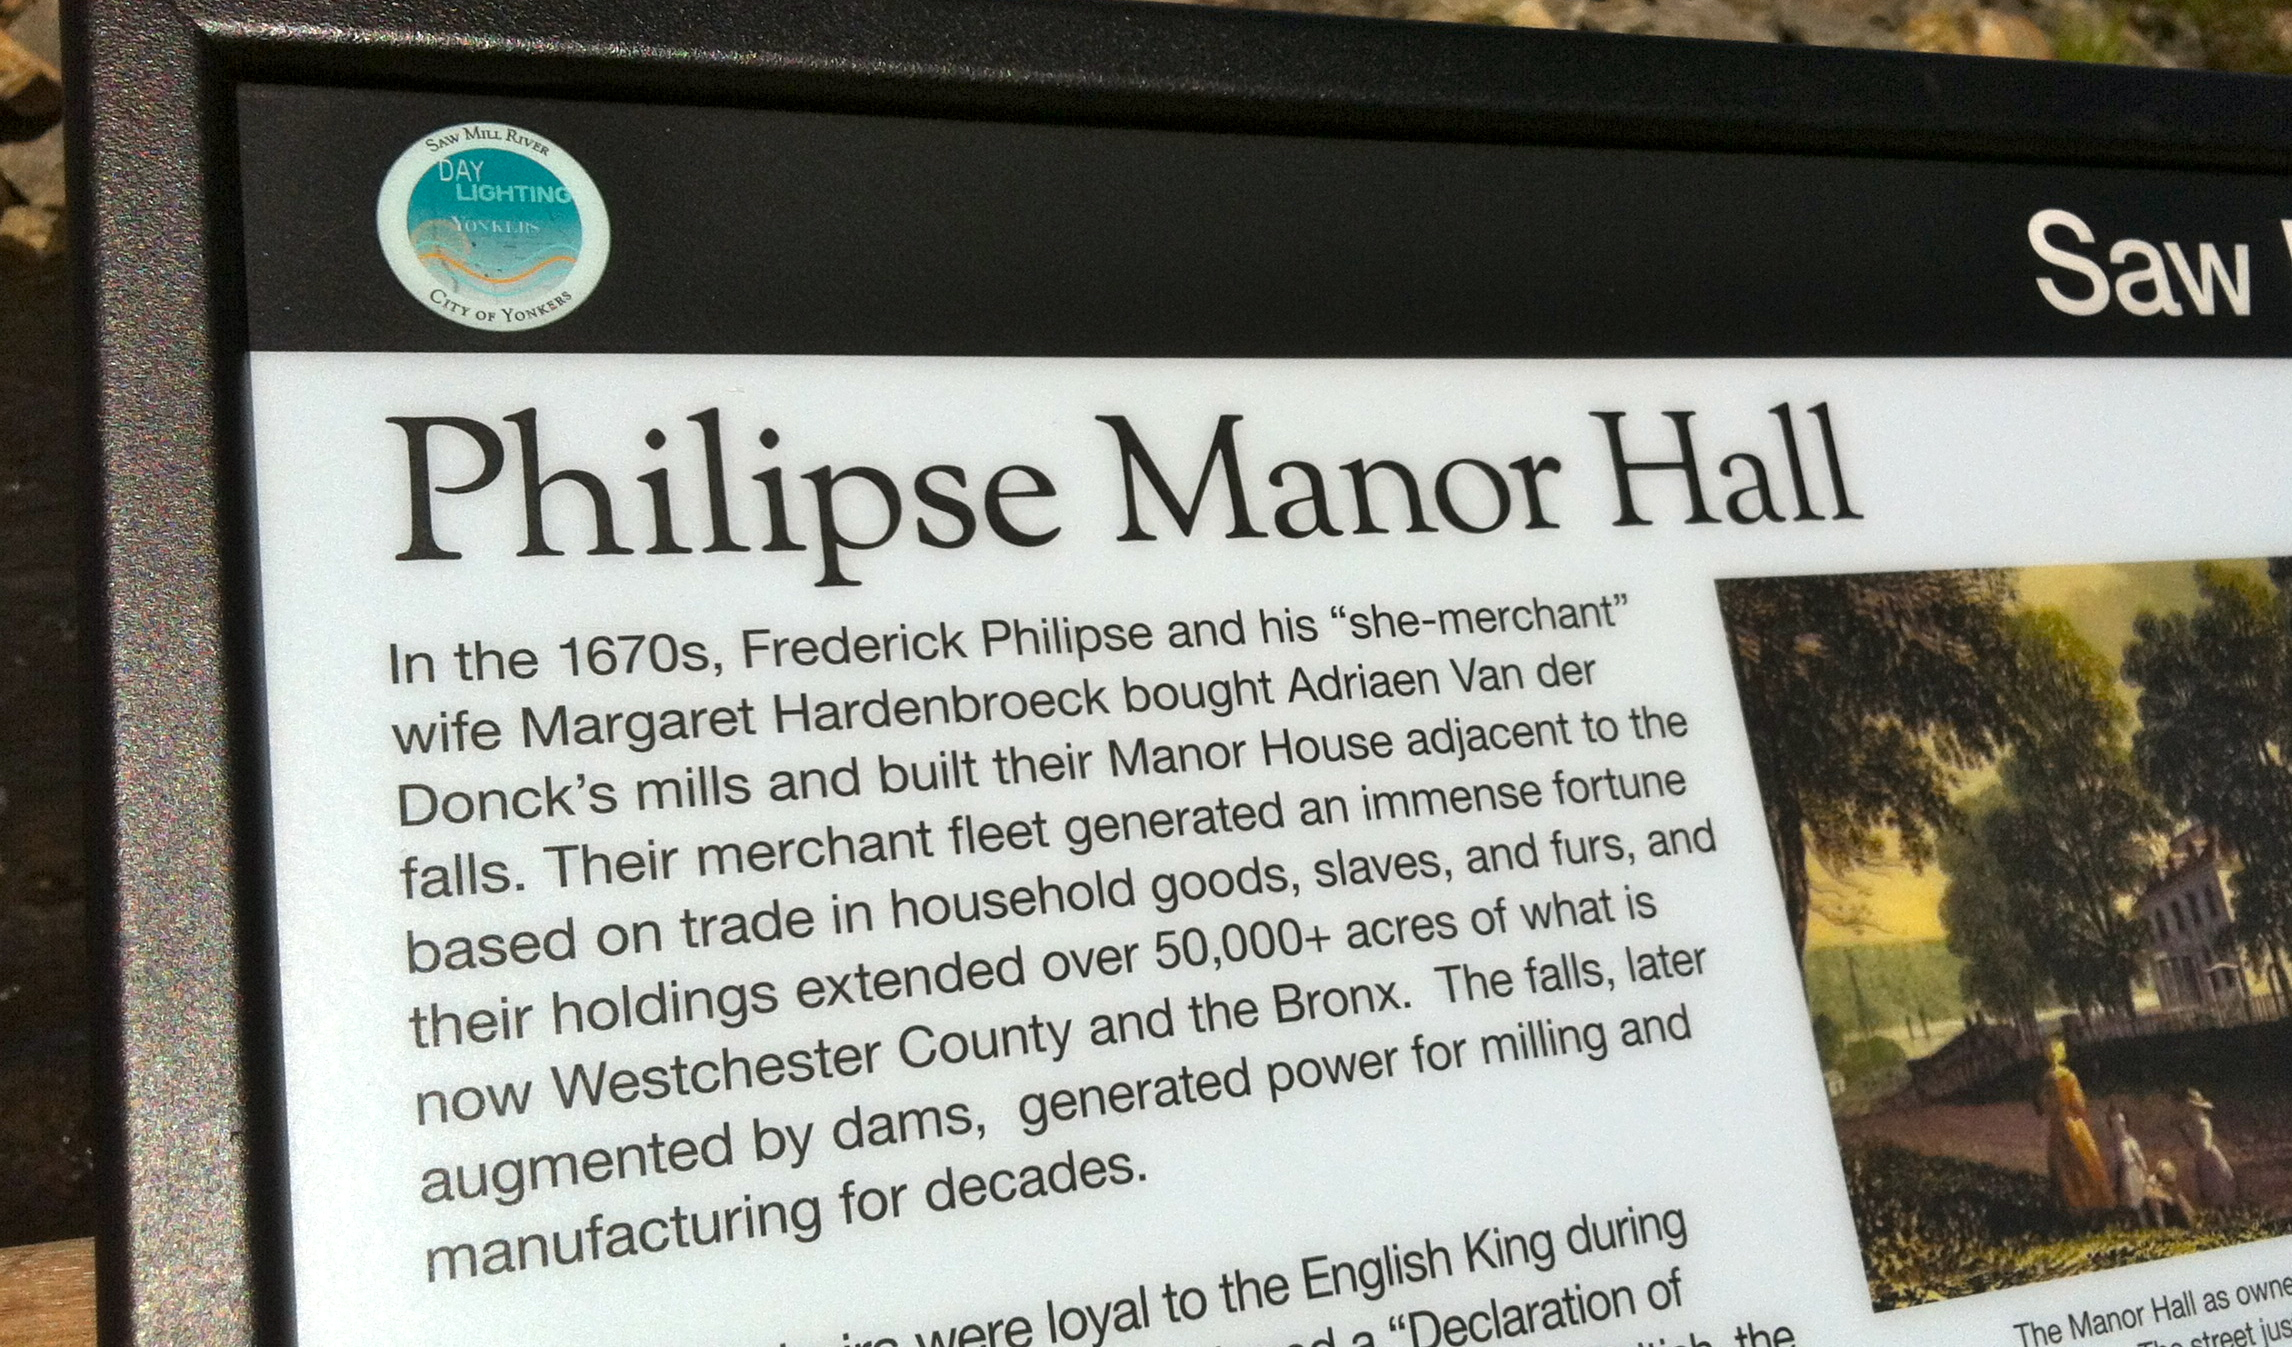 SAW MILL RIVER
DAY
LIGHTING
YONKERS
CITY OF YONKERS
Saw
Philipse Manor Hall
In the 1670s, Frederick Philipse and his “she-merchant”
wife Margaret Hardenbroeck bought Adriaen Van der
Donck’s mills and built their Manor House adjacent to the
falls. Their merchant fleet generated an immense fortune
based on trade in household goods, slaves, and furs, and
their holdings extended over 50,000+ acres of what is
now Westchester County and the Bronx. The falls, later
augmented by dams, generated power for milling and
manufacturing for decades.
were loyal to the English King during
a “Declaration of
the
The Manor Hall as
street